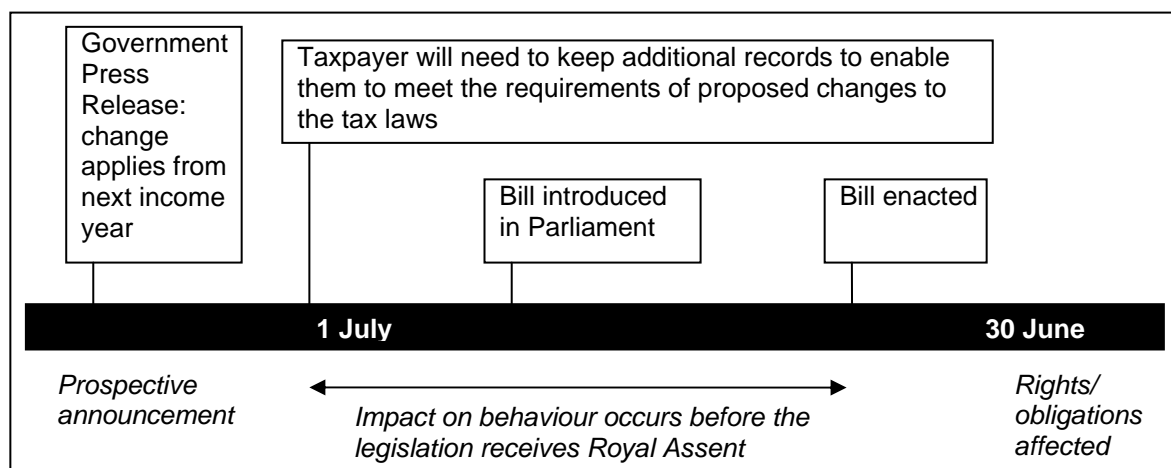 Government
Press
Release:
change
applies from
next income
year
Taxpayer will need to keep additional records to enable
them to meet the requirements of proposed changes to
the tax laws
Bill introduced
in Parliament
Bill enacted
1 July
30 June
Prospective
announcement
Impact on behaviour occurs before the
legislation receives Royal Assent
Rights/
obligations
affected